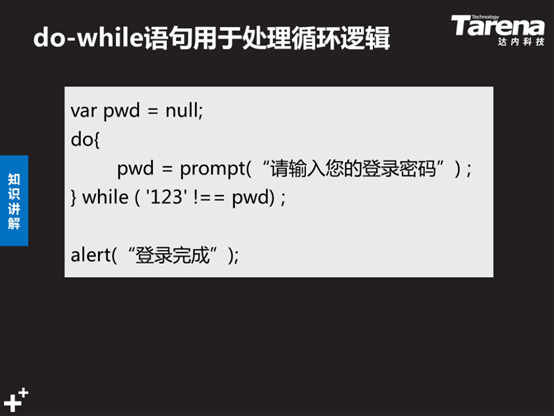 do-while语句用于处理循环逻辑
Technology
Tarena
达内科技
知识讲解
var pwd = null;
do{
pwd = prompt(“请输入您的登录密码”) ;
} while ( '123' !== pwd) ;
alert(“登录完成”);